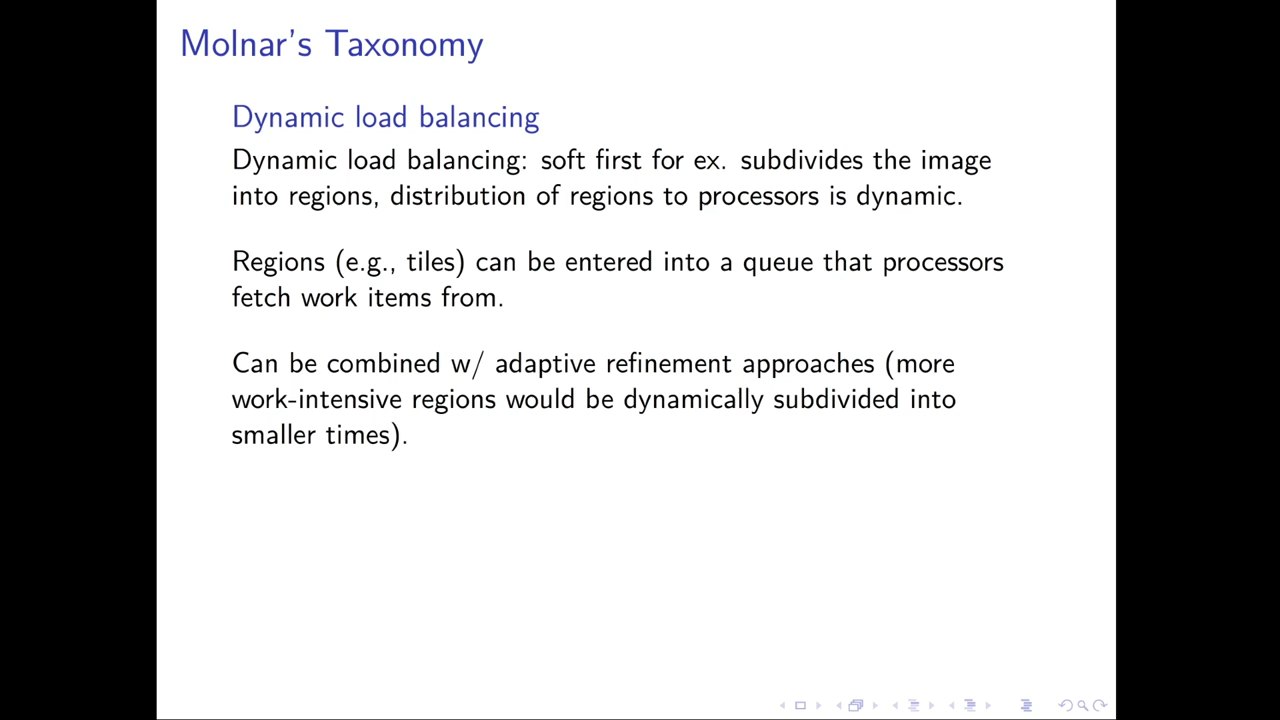 Molnar's Taxonomy
Dynamic load balancing
Dynamic load balancing: soft first for ex. subdivides the image
into regions, distribution of regions to processors is dynamic.
Regions (e.g., tiles) can be entered into a queue that processors
fetch work items from.
Can be combined w/ adaptive refinement approaches (more
work-intensive regions would be dynamically subdivided into
smaller times).